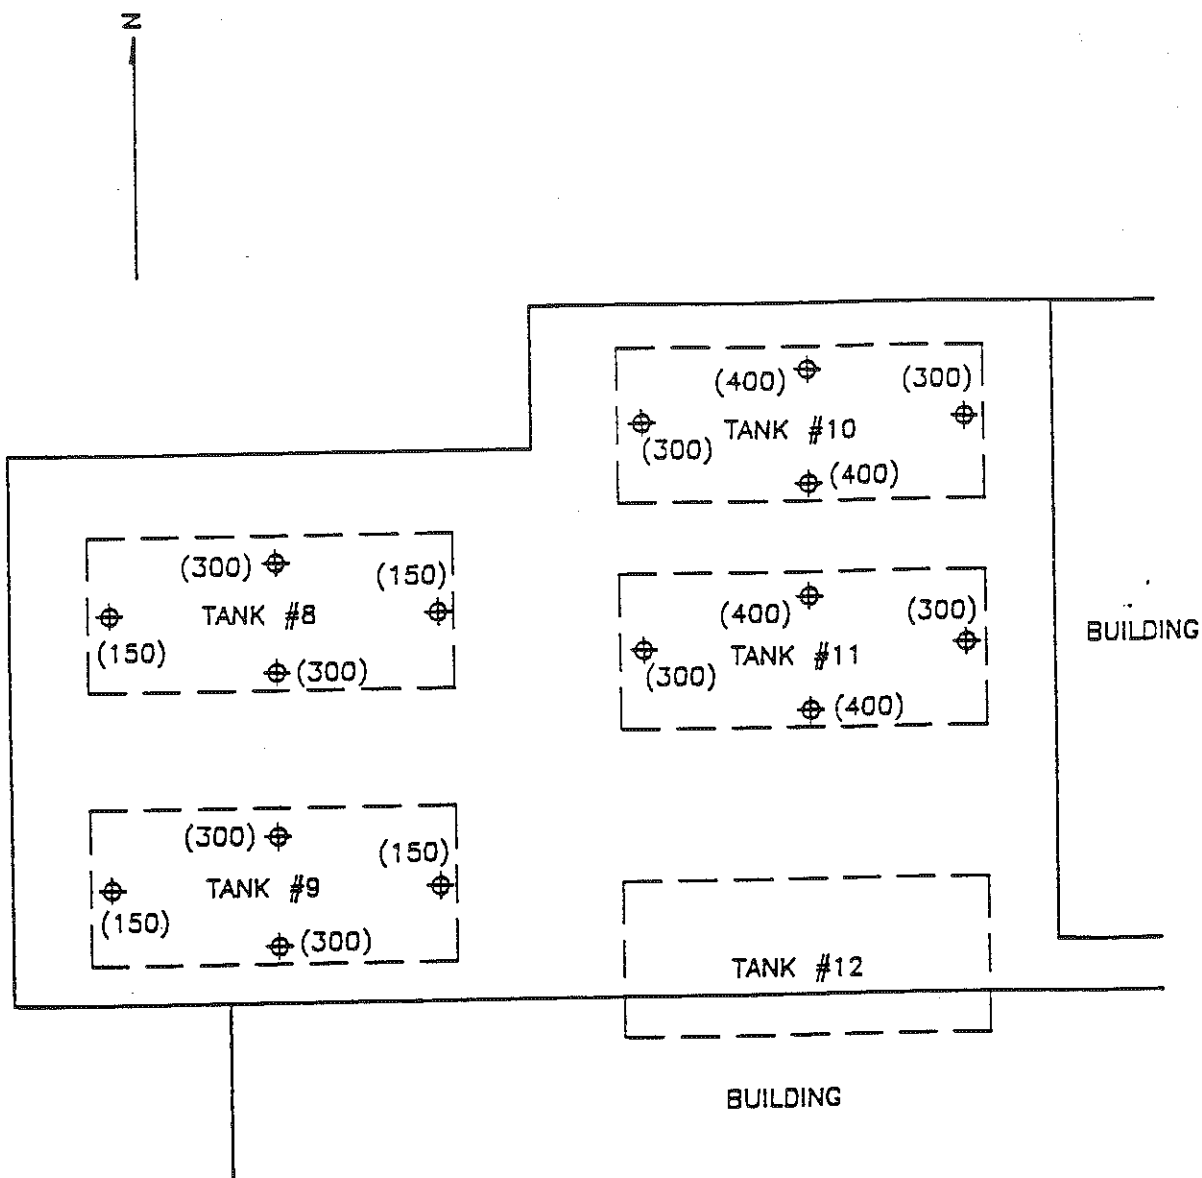 N
(400)
(300)
TANK #10
(300)
(400)
(300)
(150)
TANK #8
(150)
(300)
(400)
(300)
TANK #11
(300)
(400)
BUILDING
(300)
(150)
TANK #9
(150)
(300)
TANK #12
BUILDING